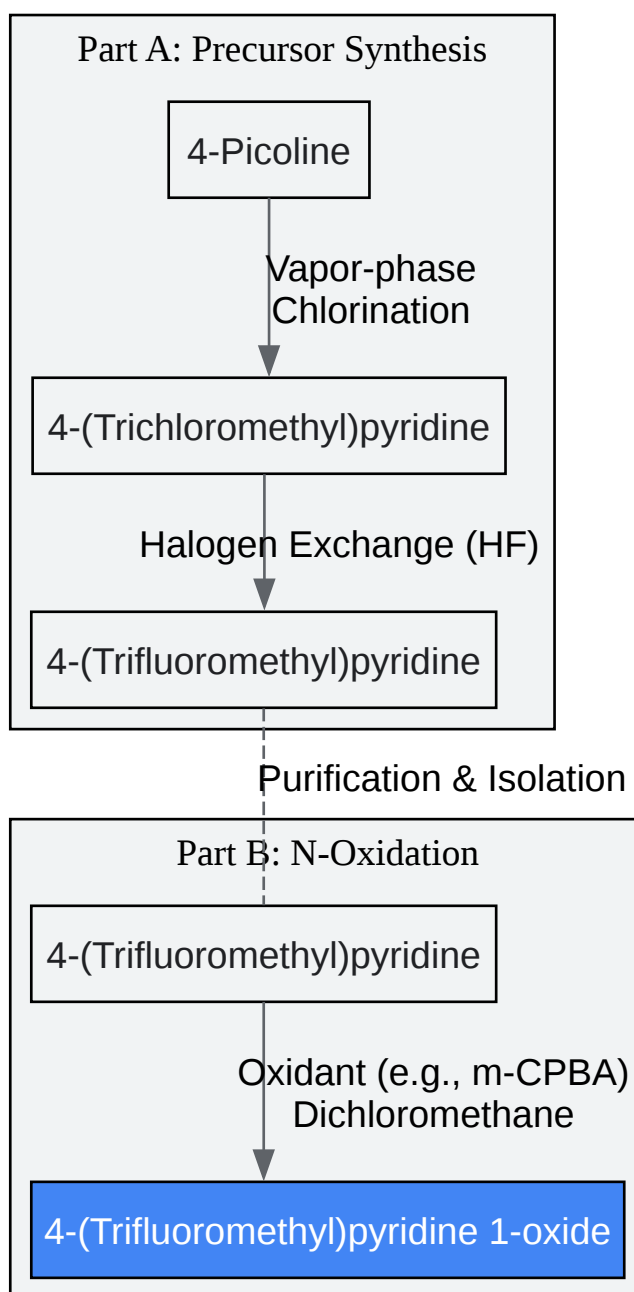 Part A: Precursor Synthesis
4-Picoline
Vapor-phase
Chlorination
4-(Trichloromethyl)pyridine
Halogen Exchange (HF)
4-(Trifluoromethyl)pyridine
Purification & Isolation
Part B: N-Oxidation
4-(Trifluoromethyl)pyridine
Oxidant (e.g., m-CPBA)
Dichloromethane
4-(Trifluoromethyl)pyridine 1-oxide